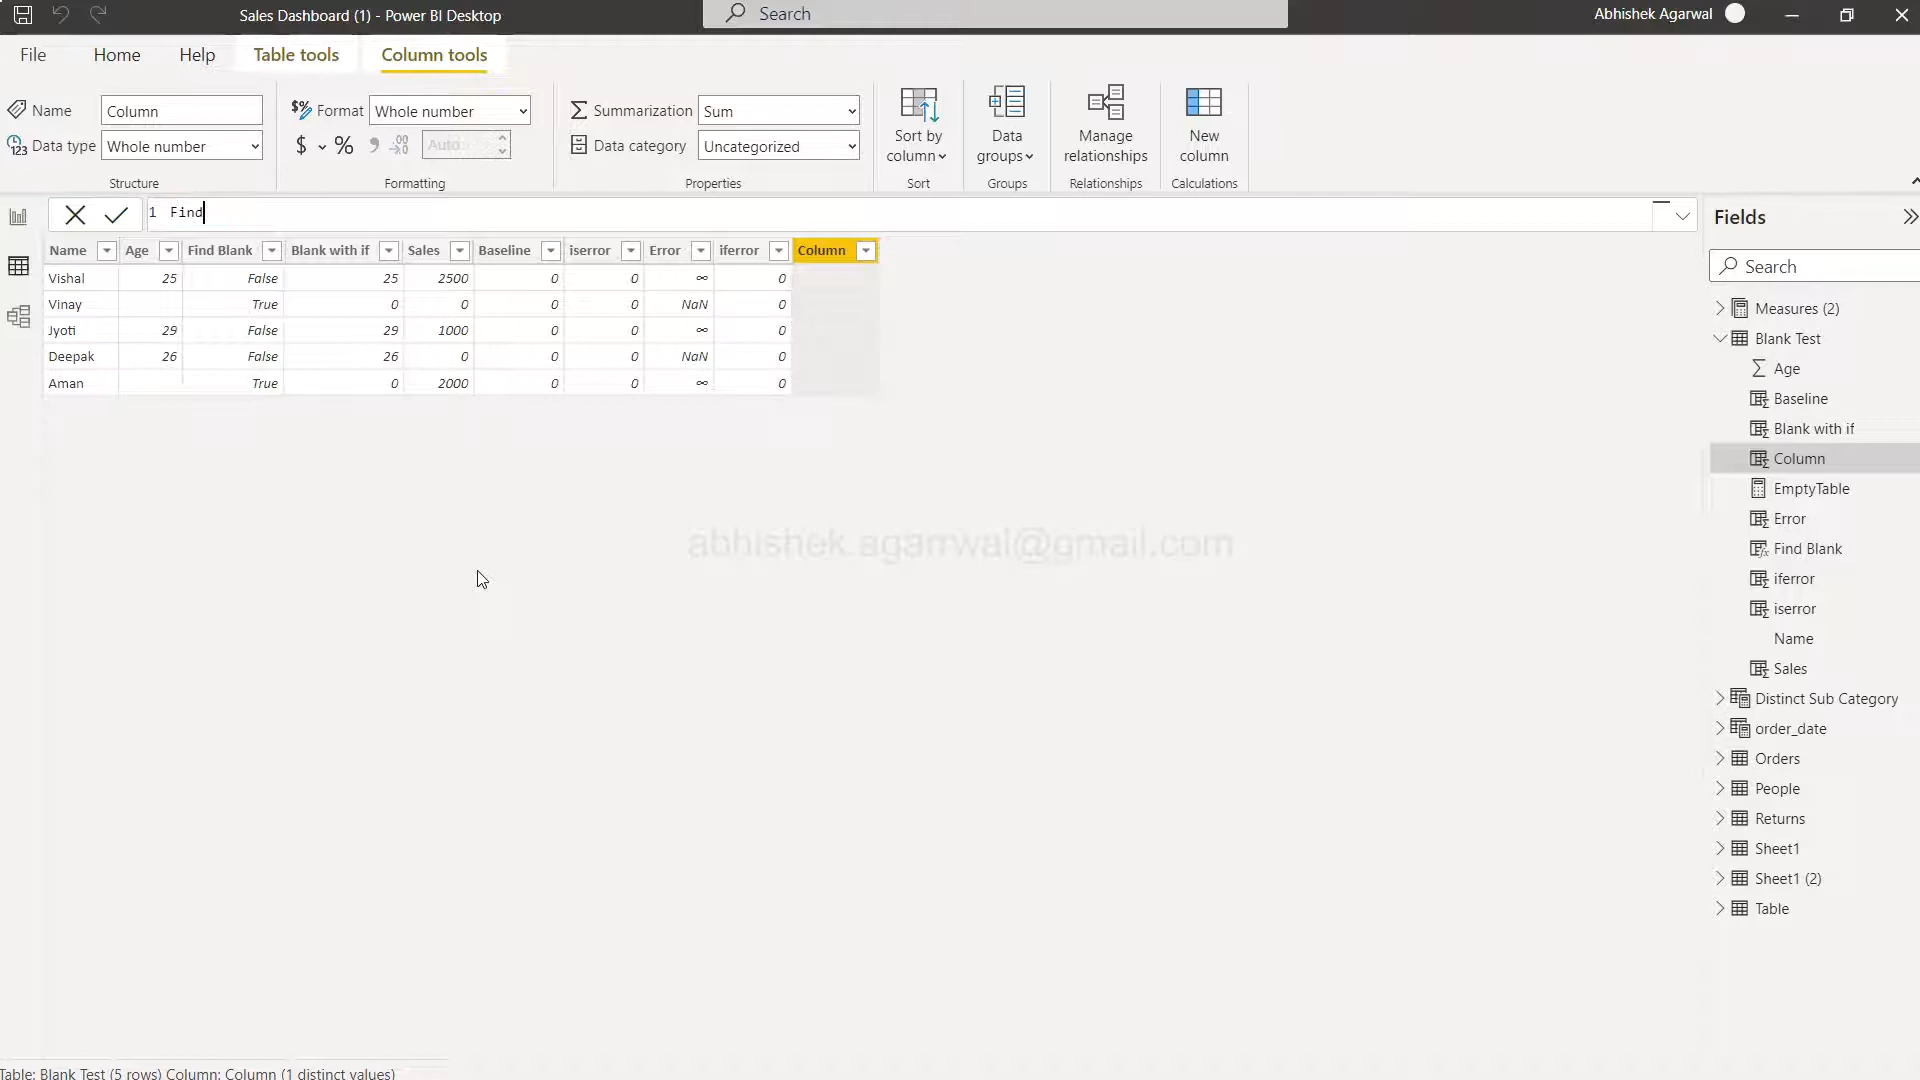 Sales Dashboard (1) - Power BI Desktop
Search
Abhishek Agarwal
File
Home
Help
Table tools
Column tools
Name
Column
Data type
Whole number
Structure
Format
Whole number
$ %
Auto
Formatting
Summarization
Sum
Data category
Uncategorized
Properties
Sort by
column
Sort
Data
groups
Groups
Manage
relationships
Relationships
New
column
Calculations
1 Find
Name Age Find Blank Blank with if Sales Baseline iserror Error iferror Column
Vishal 25 False 25 2500 0 0 ∞ 0
Vinay True 0 0 0 0 NaN 0
Jyoti 29 False 29 1000 0 0 ∞ 0
Deepak 26 False 26 0 0 0 NaN 0
Aman True 0 2000 0 0 ∞ 0
abhishek.agarrwal@gmail.com
Fields
Search
Measures (2)
Blank Test
Age
Baseline
Blank with if
Column
EmptyTable
Error
Find Blank
iferror
iserror
Name
Sales
Distinct Sub Category
order_date
Orders
People
Returns
Sheet1
Sheet1 (2)
Table
Table: Blank Test (5 rows) Column: Column (1 distinct values)